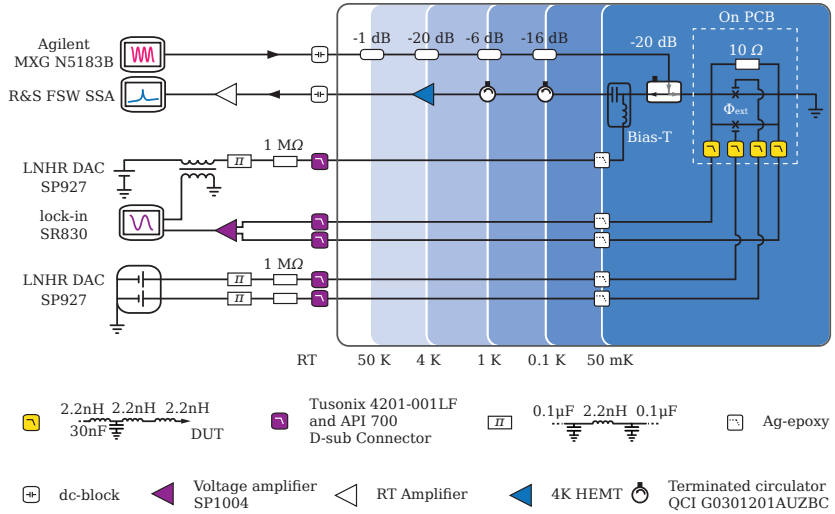 On PCB
Agilent
MXG N5183B
-1 dB
-20 dB
-6 dB
-16 dB
-20 dB
10 Ω
R&S FSW SSA
Φext
Bias-T
1 MΩ
LNHR DAC
SP927
π
lock-in
SR830
1 MΩ
LNHR DAC
SP927
π
π
RT
50 K
4 K
1 K
0.1 K
50 mK
2.2nH 2.2nH 2.2nH
30nF
DUT
Tusonix 4201-001LF
and API 700
D-sub Connector
π
0.1μF 2.2nH 0.1μF
Ag-epoxy
dc-block
Voltage amplifier
SP1004
RT Amplifier
4K HEMT
Terminated circulator
QCI G0301201AUZBC